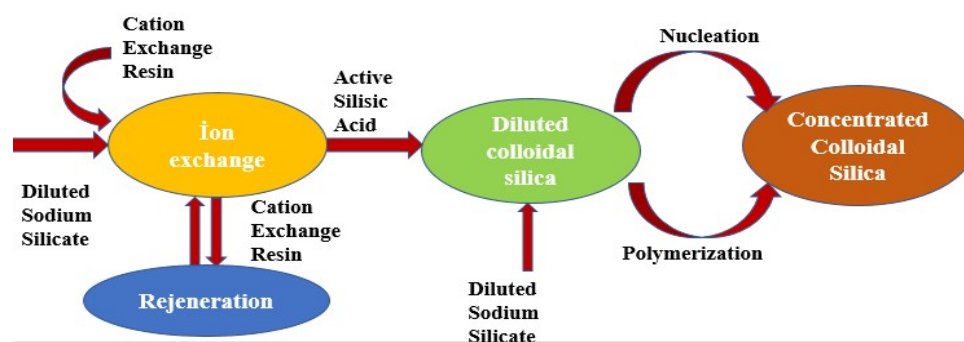 Cation
Exchange
Resin
Diluted
Sodium
Silicate
İon
exchange
Cation
Exchange
Resin
Rejeneration
Active
Silisic
Acid
Diluted
colloidal
silica
Diluted
Sodium
Silicate
Nucleation
Polymerization
Concentrated
Colloidal
Silica